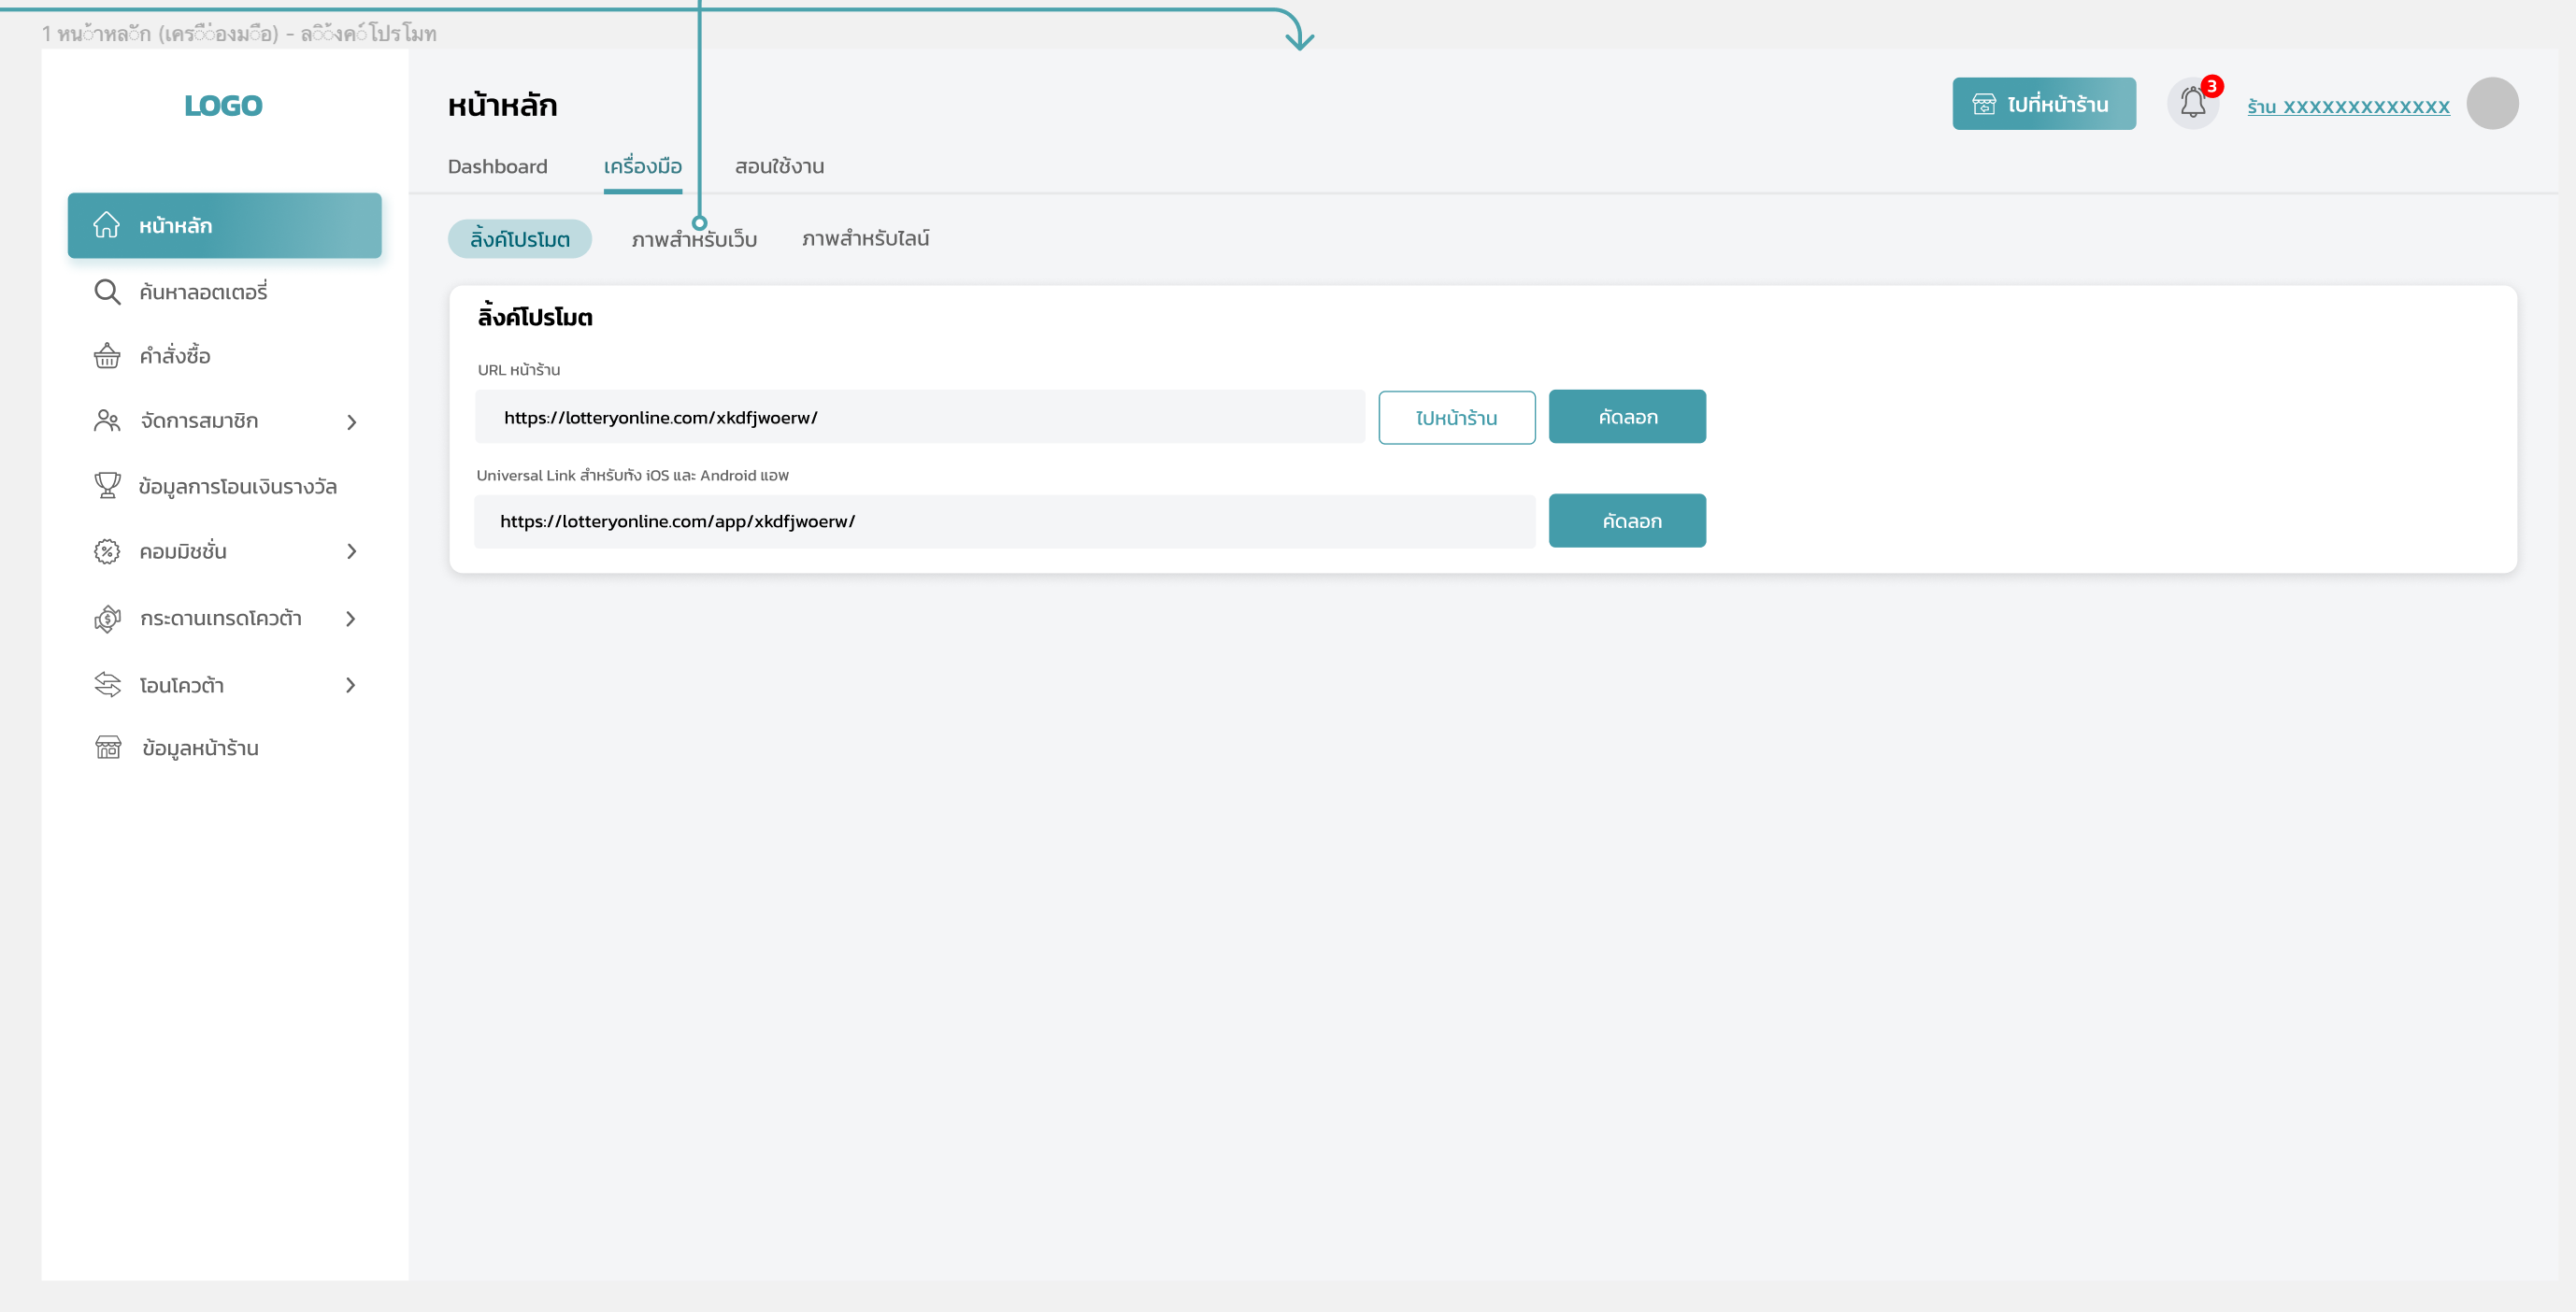 1 หน้าหลัก (เครื่องมือ) - ลิ้งค์โปรโมท
LOGO
หน้าหลัก
ไปที่หน้าร้าน
3
ร้าน XXXXXXXXXXXXX
Dashboard
เครื่องมือ
สอนใช้งาน
หน้าหลัก
ค้นหาลอตเตอรี่
คำสั่งซื้อ
จัดการสมาชิก
ข้อมูลการโอนเงินรางวัล
คอมมิชชั่น
กระดานเทรดโควต้า
โอนโควต้า
ข้อมูลหน้าร้าน
ลิ้งค์โปรโมต
ภาพสำหรับเว็บ
ภาพสำหรับไลน์
ลิ้งค์โปรโมต
URL หน้าร้าน
https://lotteryonline.com/xkdfjwoerw/
ไปหน้าร้าน
คัดลอก
Universal Link สำหรับทัง iOS และ Android แอพ
https://lotteryonline.com/app/xkdfjwoerw/
คัดลอก